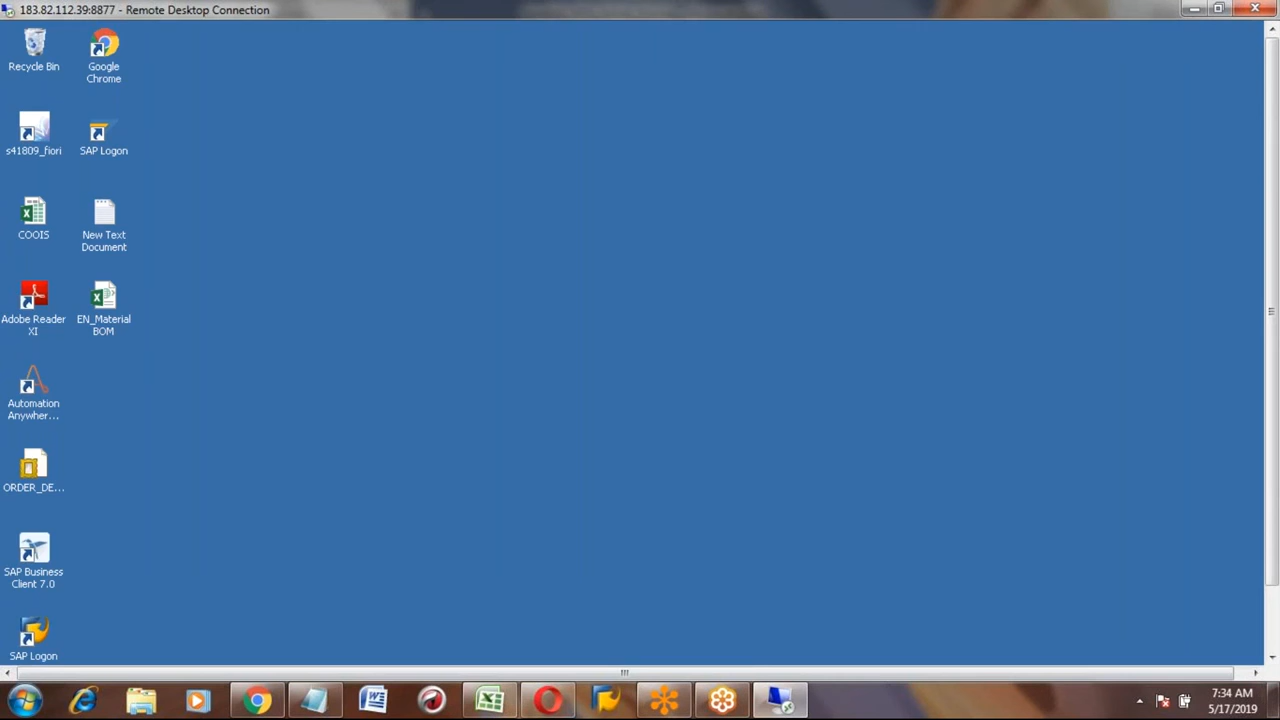 183.82.112.39:8877 - Remote Desktop Connection
Recycle Bin
Google
Chrome
s41809_fiori
SAP Logon
COOIS
New Text
Document
Adobe Reader
XI
EN_Material
BOM
Automation
Anywher...
ORDER_DE...
SAP Business
Client 7.0
SAP Logon
7:34 AM
5/17/2019